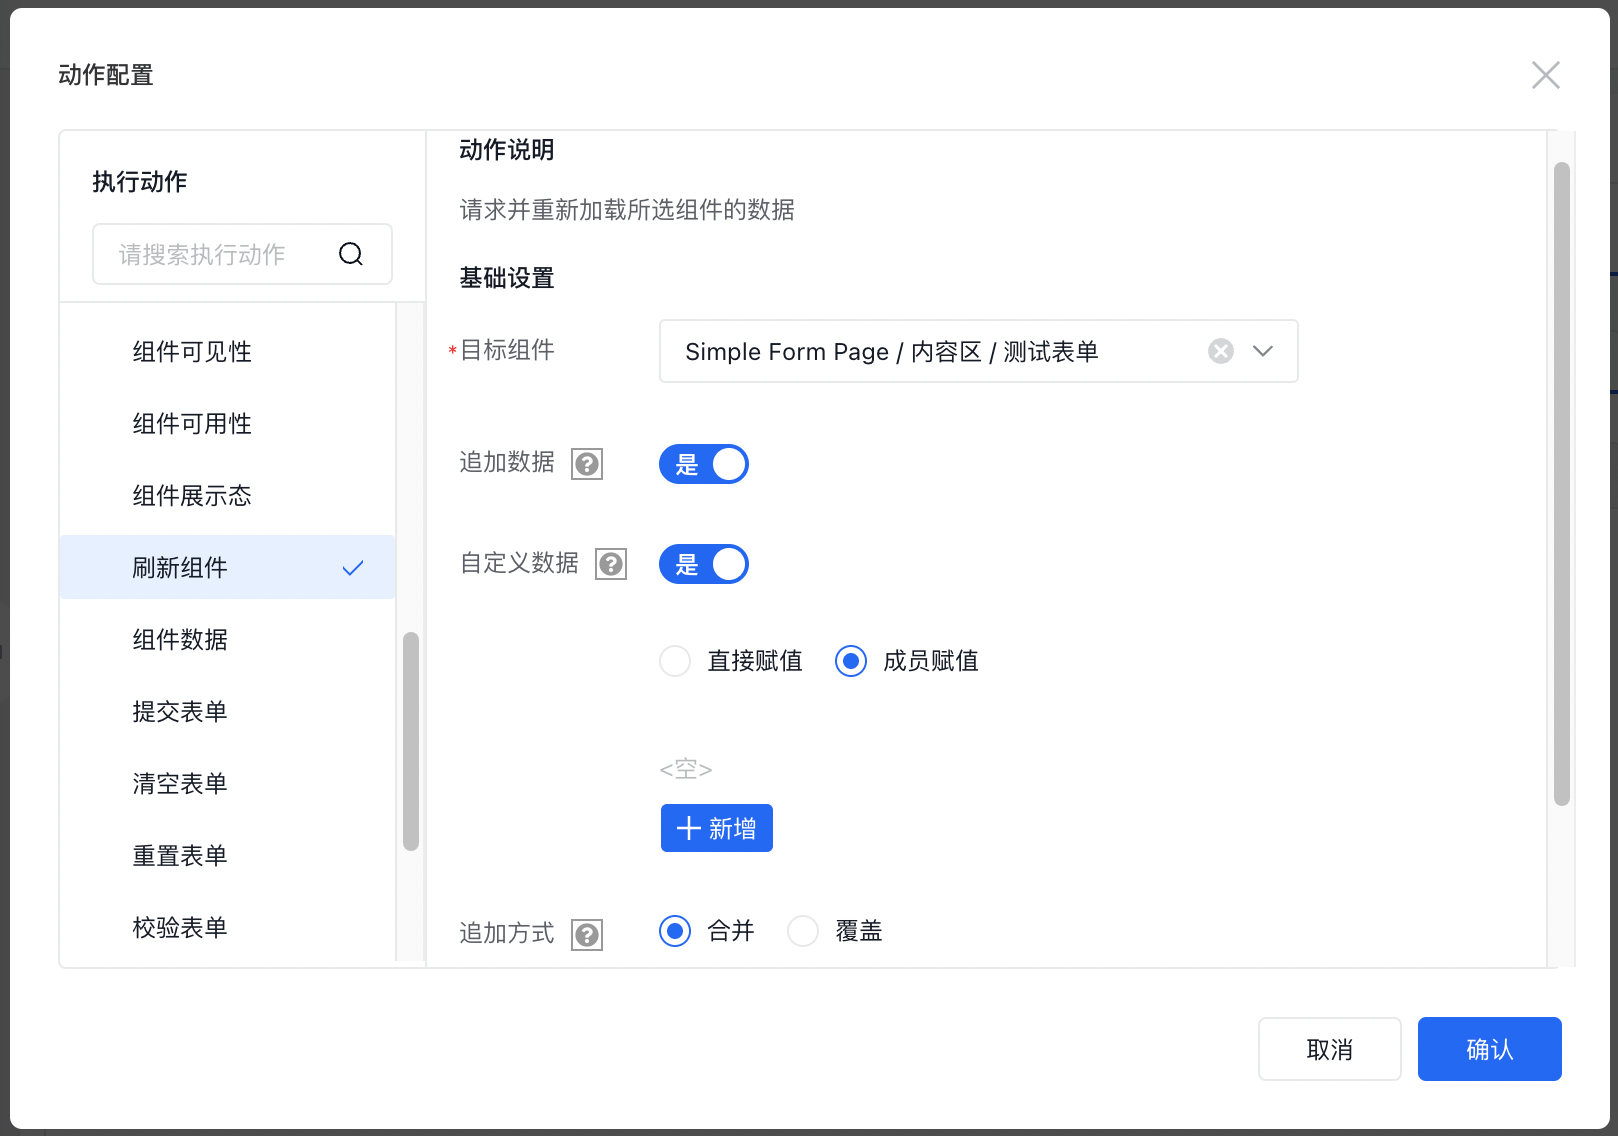 动作配置
执行动作
请搜索执行动作
组件可见性
组件可用性
组件展示态
刷新组件
组件数据
提交表单
清空表单
重置表单
校验表单
动作说明
请求并重新加载所选组件的数据
基础设置
*目标组件
Simple Form Page / 内容区 / 测试表单
追加数据 ? 是
自定义数据 ? 是
直接赋值 成员赋值
<空>
新增
追加方式 ? 合并 覆盖
取消 确认